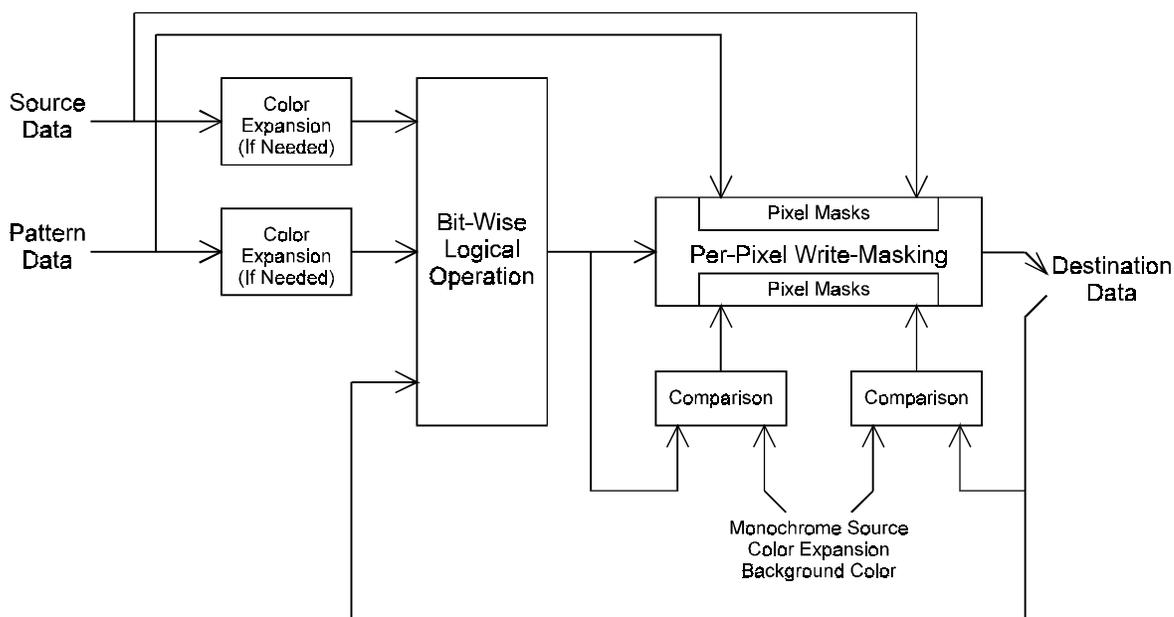 Source
Data
Color
Expansion
(If Needed)
Pattern
Data
Color
Expansion
(If Needed)
Bit-Wise
Logical
Operation
Pixel Masks
Per-Pixel Write-Masking
Pixel Masks
Destination
Data
Comparison
Comparison
Monochrome Source
Color Expansion
Background Color